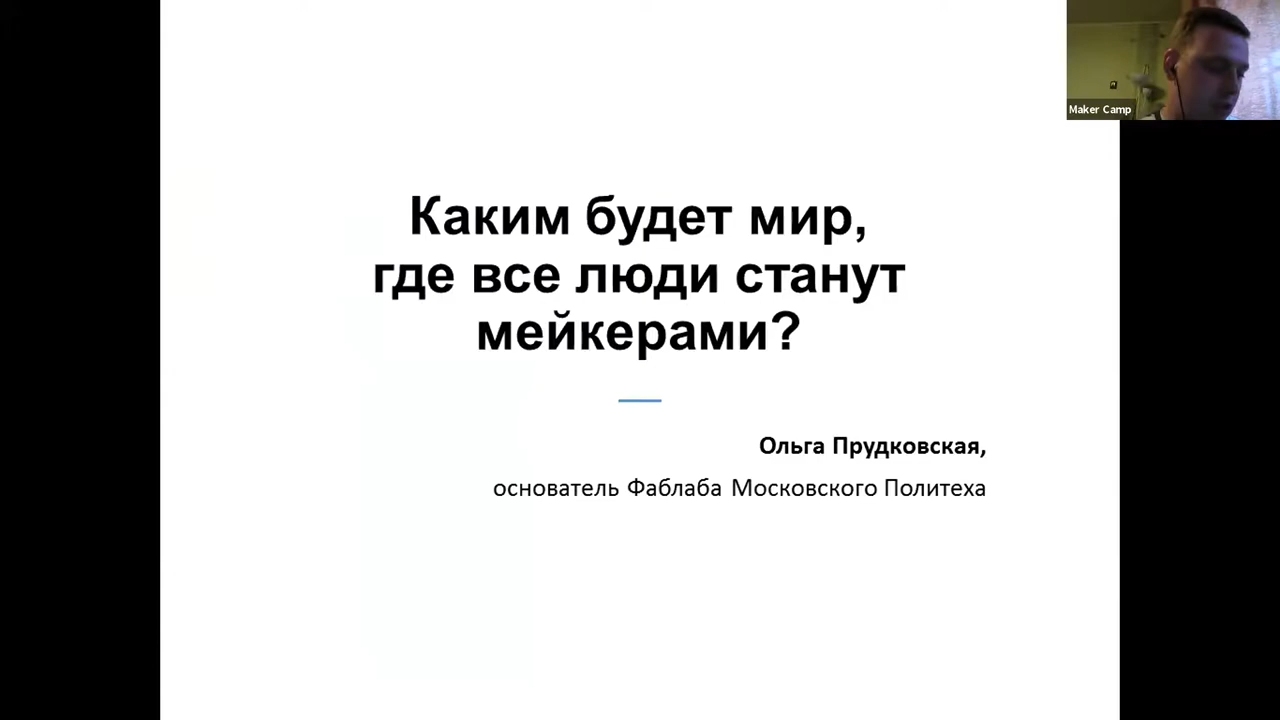 Maker Camp
Каким будет мир,
где все люди станут
мейкерами?
Ольга Прудковская,
основатель Фаблаба Московского Политеха